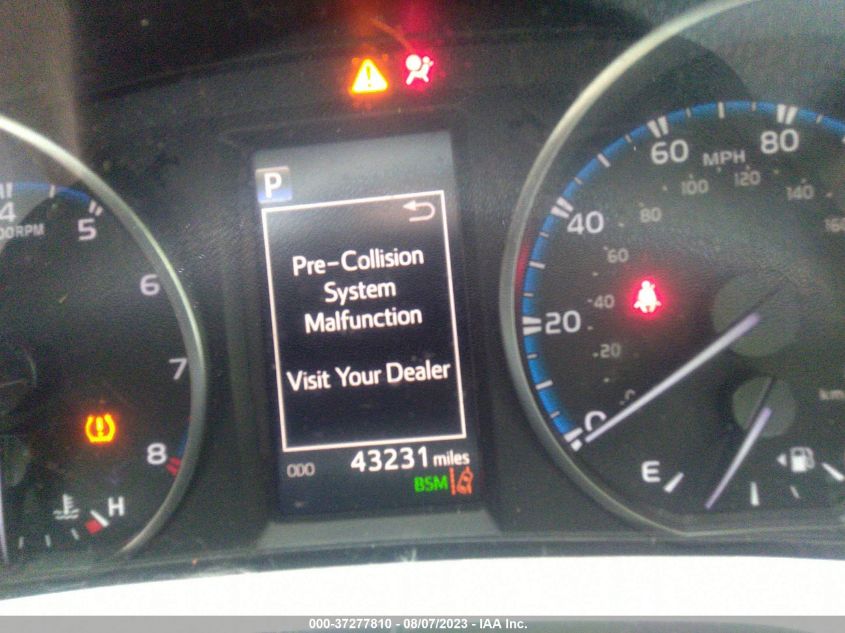 P
Pre-Collision
System
Malfunction
Visit Your Dealer
000 43231 miles
BSM
4 5 6 7 8
H
0 20 40 60 80
MPH
20 40 60 80 100 120 140 160
E
000-37277810 - 08/07/2023 - IAA Inc.